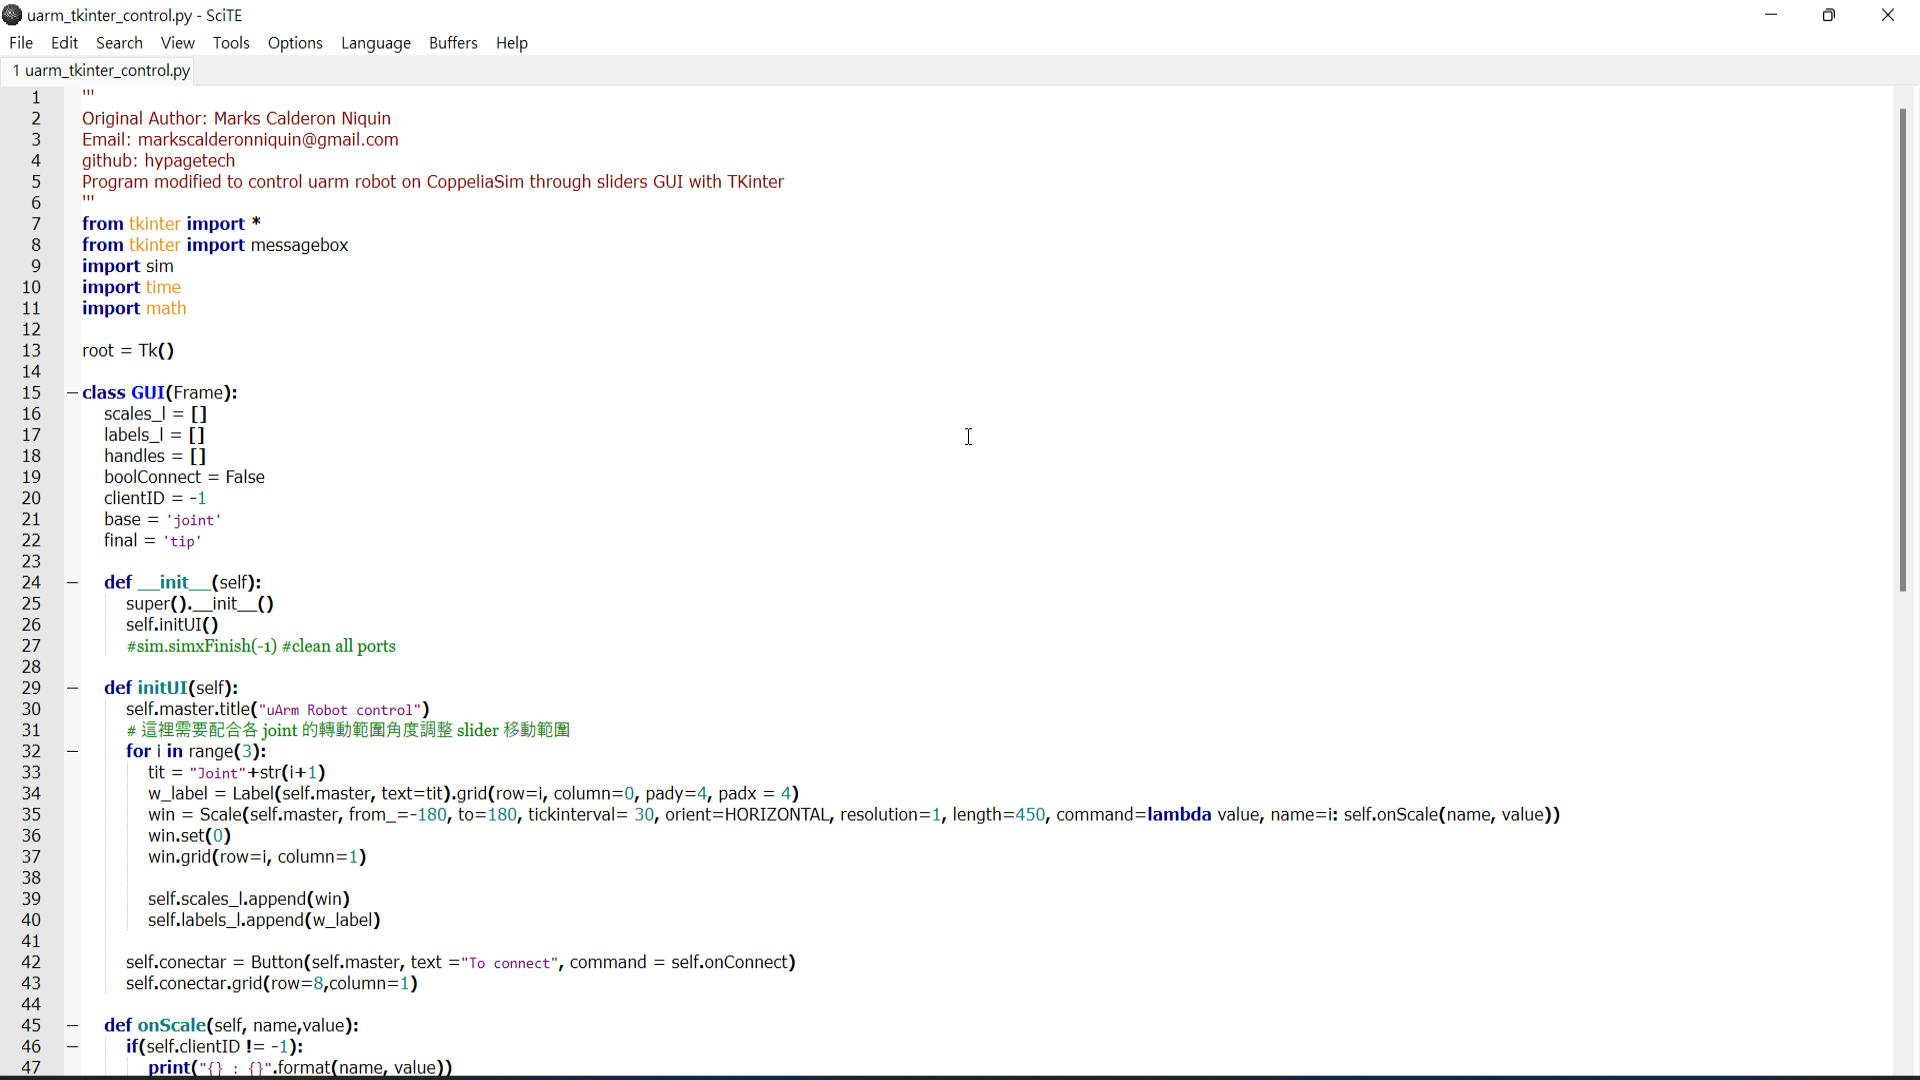 uarm_tkinter_control.py - SciTE
File Edit Search View Tools Options Language Buffers Help
1 uarm_tkinter_control.py
1 '''
2 Original Author: Marks Calderon Niquin
3 Email: markscalderonniquin@gmail.com
4 github: hypagetech
5 Program modified to control uarm robot on CoppeliaSim through sliders GUI with TKinter
6 '''
7 from tkinter import *
8 from tkinter import messagebox
9 import sim
10 import time
11 import math
12
13 root = Tk()
14
15 class GUI(Frame):
16 scales_l = []
17 labels_l = []
18 handles = []
19 boolConnect = False
20 clientID = -1
21 base = 'joint'
22 final = 'tip'
23
24 def __init__(self):
25 super().__init__()
26 self.initUI()
27 #sim.simxFinish(-1) #clean all ports
28
29 def initUI(self):
30 self.master.title("uArm Robot control")
31 # 這裡需要配合各 joint 的轉動範圍角度調整 slider 移動範圍
32 for i in range(3):
33 tit = "Joint"+str(i+1)
34 w_label = Label(self.master, text=tit).grid(row=i, column=0, pady=4, padx = 4)
35 win = Scale(self.master, from_=-180, to=180, tickinterval= 30, orient=HORIZONTAL, resolution=1, length=450, command=lambda value, name=i: self.onScale(name, value))
36 win.set(0)
37 win.grid(row=i, column=1)
38
39 self.scales_l.append(win)
40 self.labels_l.append(w_label)
41
42 self.conectar = Button(self.master, text ="To connect", command = self.onConnect)
43 self.conectar.grid(row=8,column=1)
44
45 def onScale(self, name,value):
46 if(self.clientID != -1):
47 print("{} : {}".format(name, value))